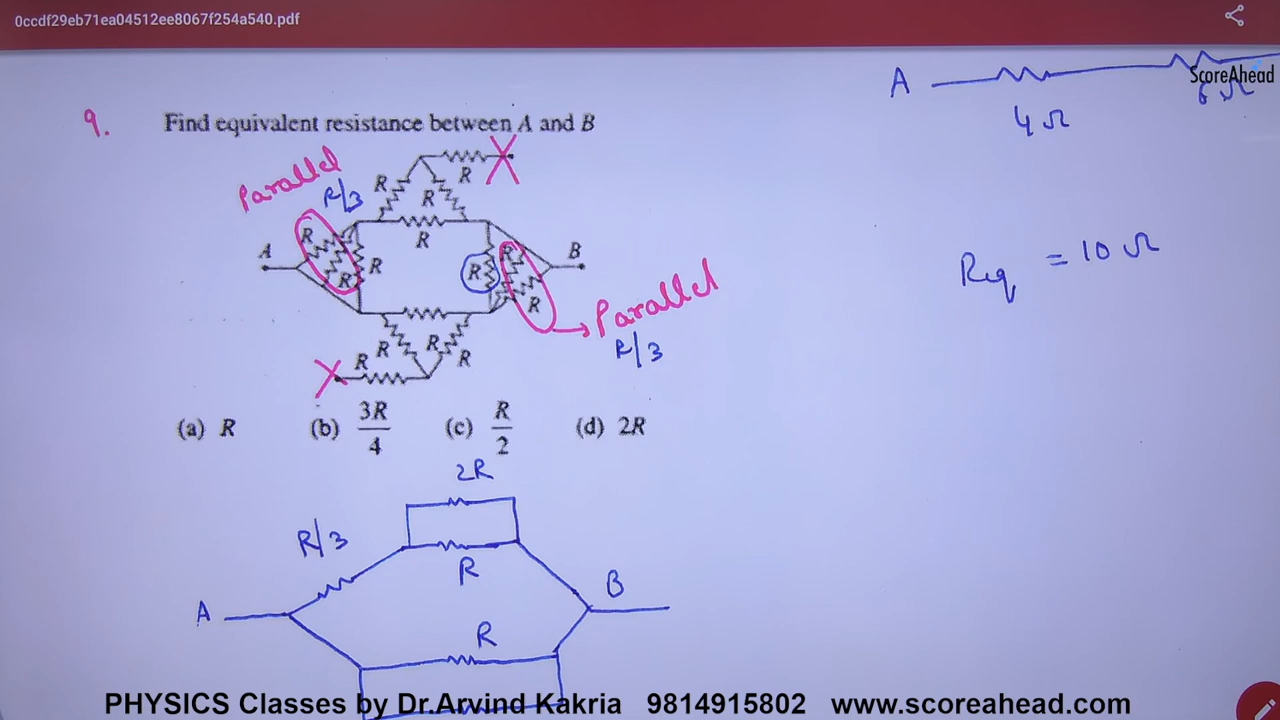 0ccdf29eb71ea04512ee8067f254a540.pdf
A
ScoreAhead
4 Ω
6 Ω
9.
Find equivalent resistance between A and B
Parallel
R/3
R
R
R
R
R
R
R
R
R
R
R
A
B
Req = 10 Ω
Parallel
R/3
R
R
R
R
(a) R (b) 3R/4 (c) R/2 (d) 2R
2R
R/3
R
A
B
R
PHYSICS Classes by Dr.Arvind Kakria 9814915802 www.scoreahead.com